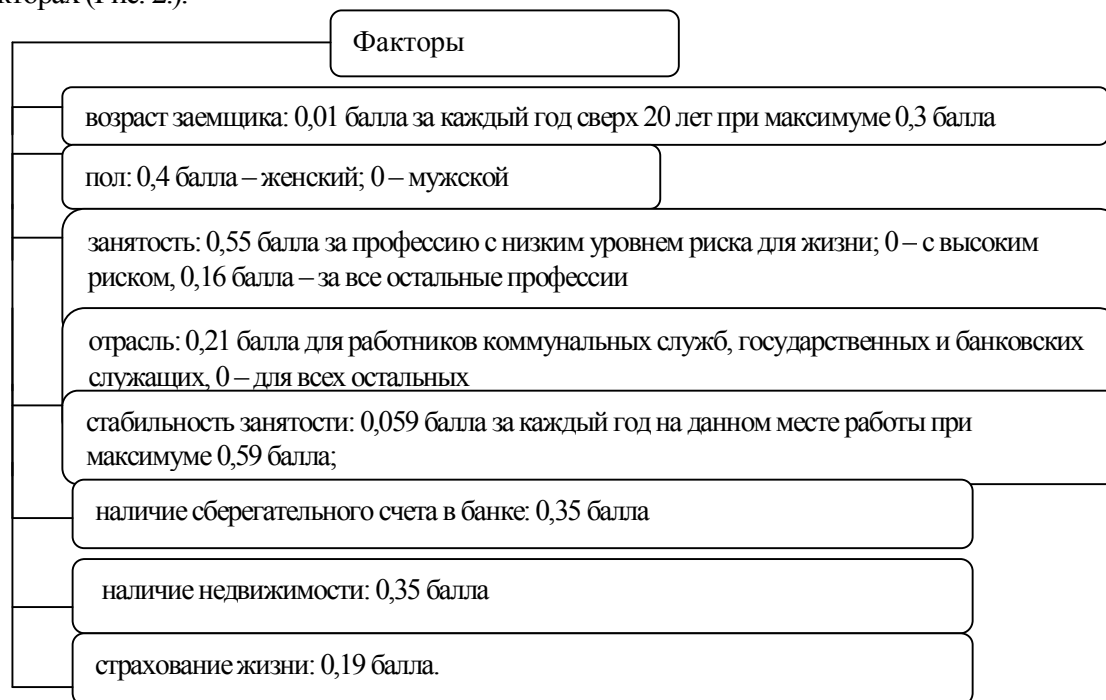 (Рис. 2.).
Факторы
возраст заемщика: 0,01 балла за каждый год сверх 20 лет при максимуме 0,3 балла
пол: 0,4 балла – женский; 0 – мужской
занятость: 0,55 балла за профессию с низким уровнем риска для жизни; 0 – с высоким
риском, 0,16 балла – за все остальные профессии
отрасль: 0,21 балла для работников коммунальных служб, государственных и банковских
служащих, 0 – для всех остальных
стабильность занятости: 0,059 балла за каждый год на данном месте работы при
максимуме 0,59 балла;
наличие сберегательного счета в банке: 0,35 балла
наличие недвижимости: 0,35 балла
страхование жизни: 0,19 балла.